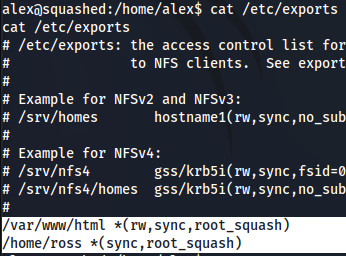 alex@squashed:/home/alex$ cat /etc/exports
cat /etc/exports
# /etc/exports: the access control list for
# to NFS clients. See export
#
# Example for NFSv2 and NFSv3:
# /srv/homes hostname1(rw,sync,no_sub
#
# Example for NFSv4:
# /srv/nfs4 gss/krb5i(rw,sync,fsid=0
# /srv/nfs4/homes gss/krb5i(rw,sync,no_sub
#
/var/www/html *(rw,sync,root_squash)
/home/ross *(sync,root_squash)